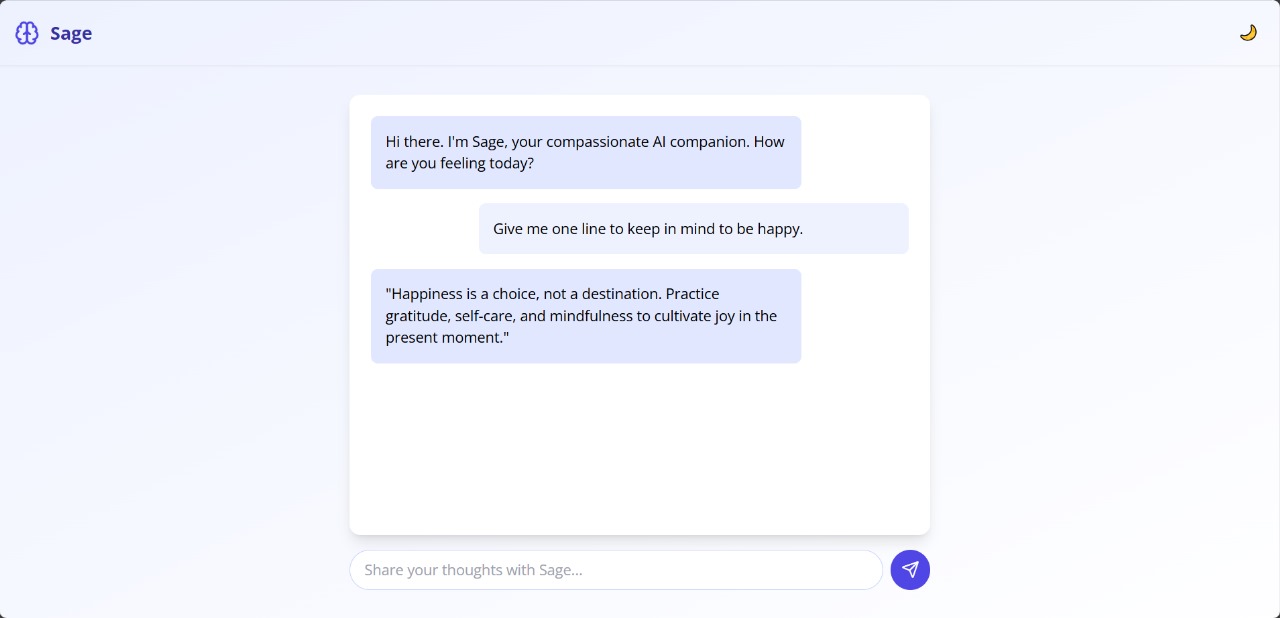 Sage
Hi there. I'm Sage, your compassionate AI companion. How
are you feeling today?
Give me one line to keep in mind to be happy.
"Happiness is a choice, not a destination. Practice
gratitude, self-care, and mindfulness to cultivate joy in the
present moment."
Share your thoughts with Sage...